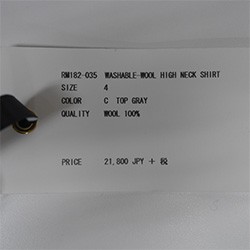 RM182-035 WASHABLE-WOOL HIGH NECK SHIRT
SIZE 4
COLOR C TOP GRAY
QUALITY WOOL 100%
PRICE 21,800 JPY + 税